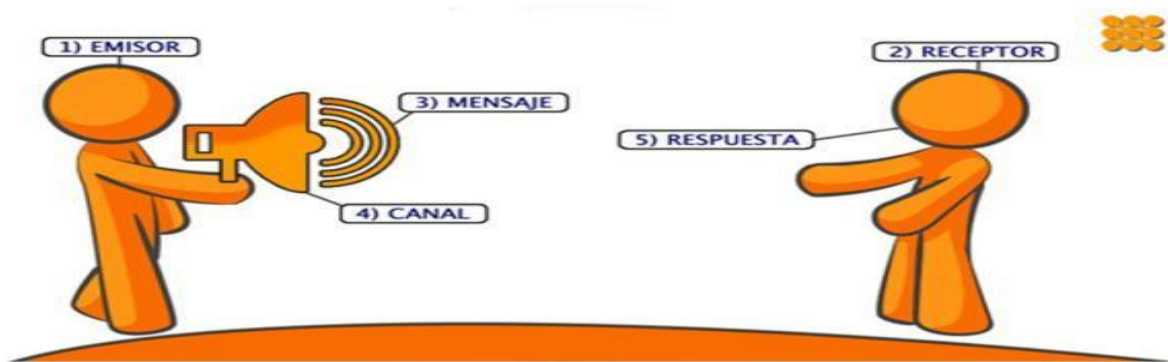 1) EMISOR
2) RECEPTOR
3) MENSAJE
5) RESPUESTA
4) CANAL